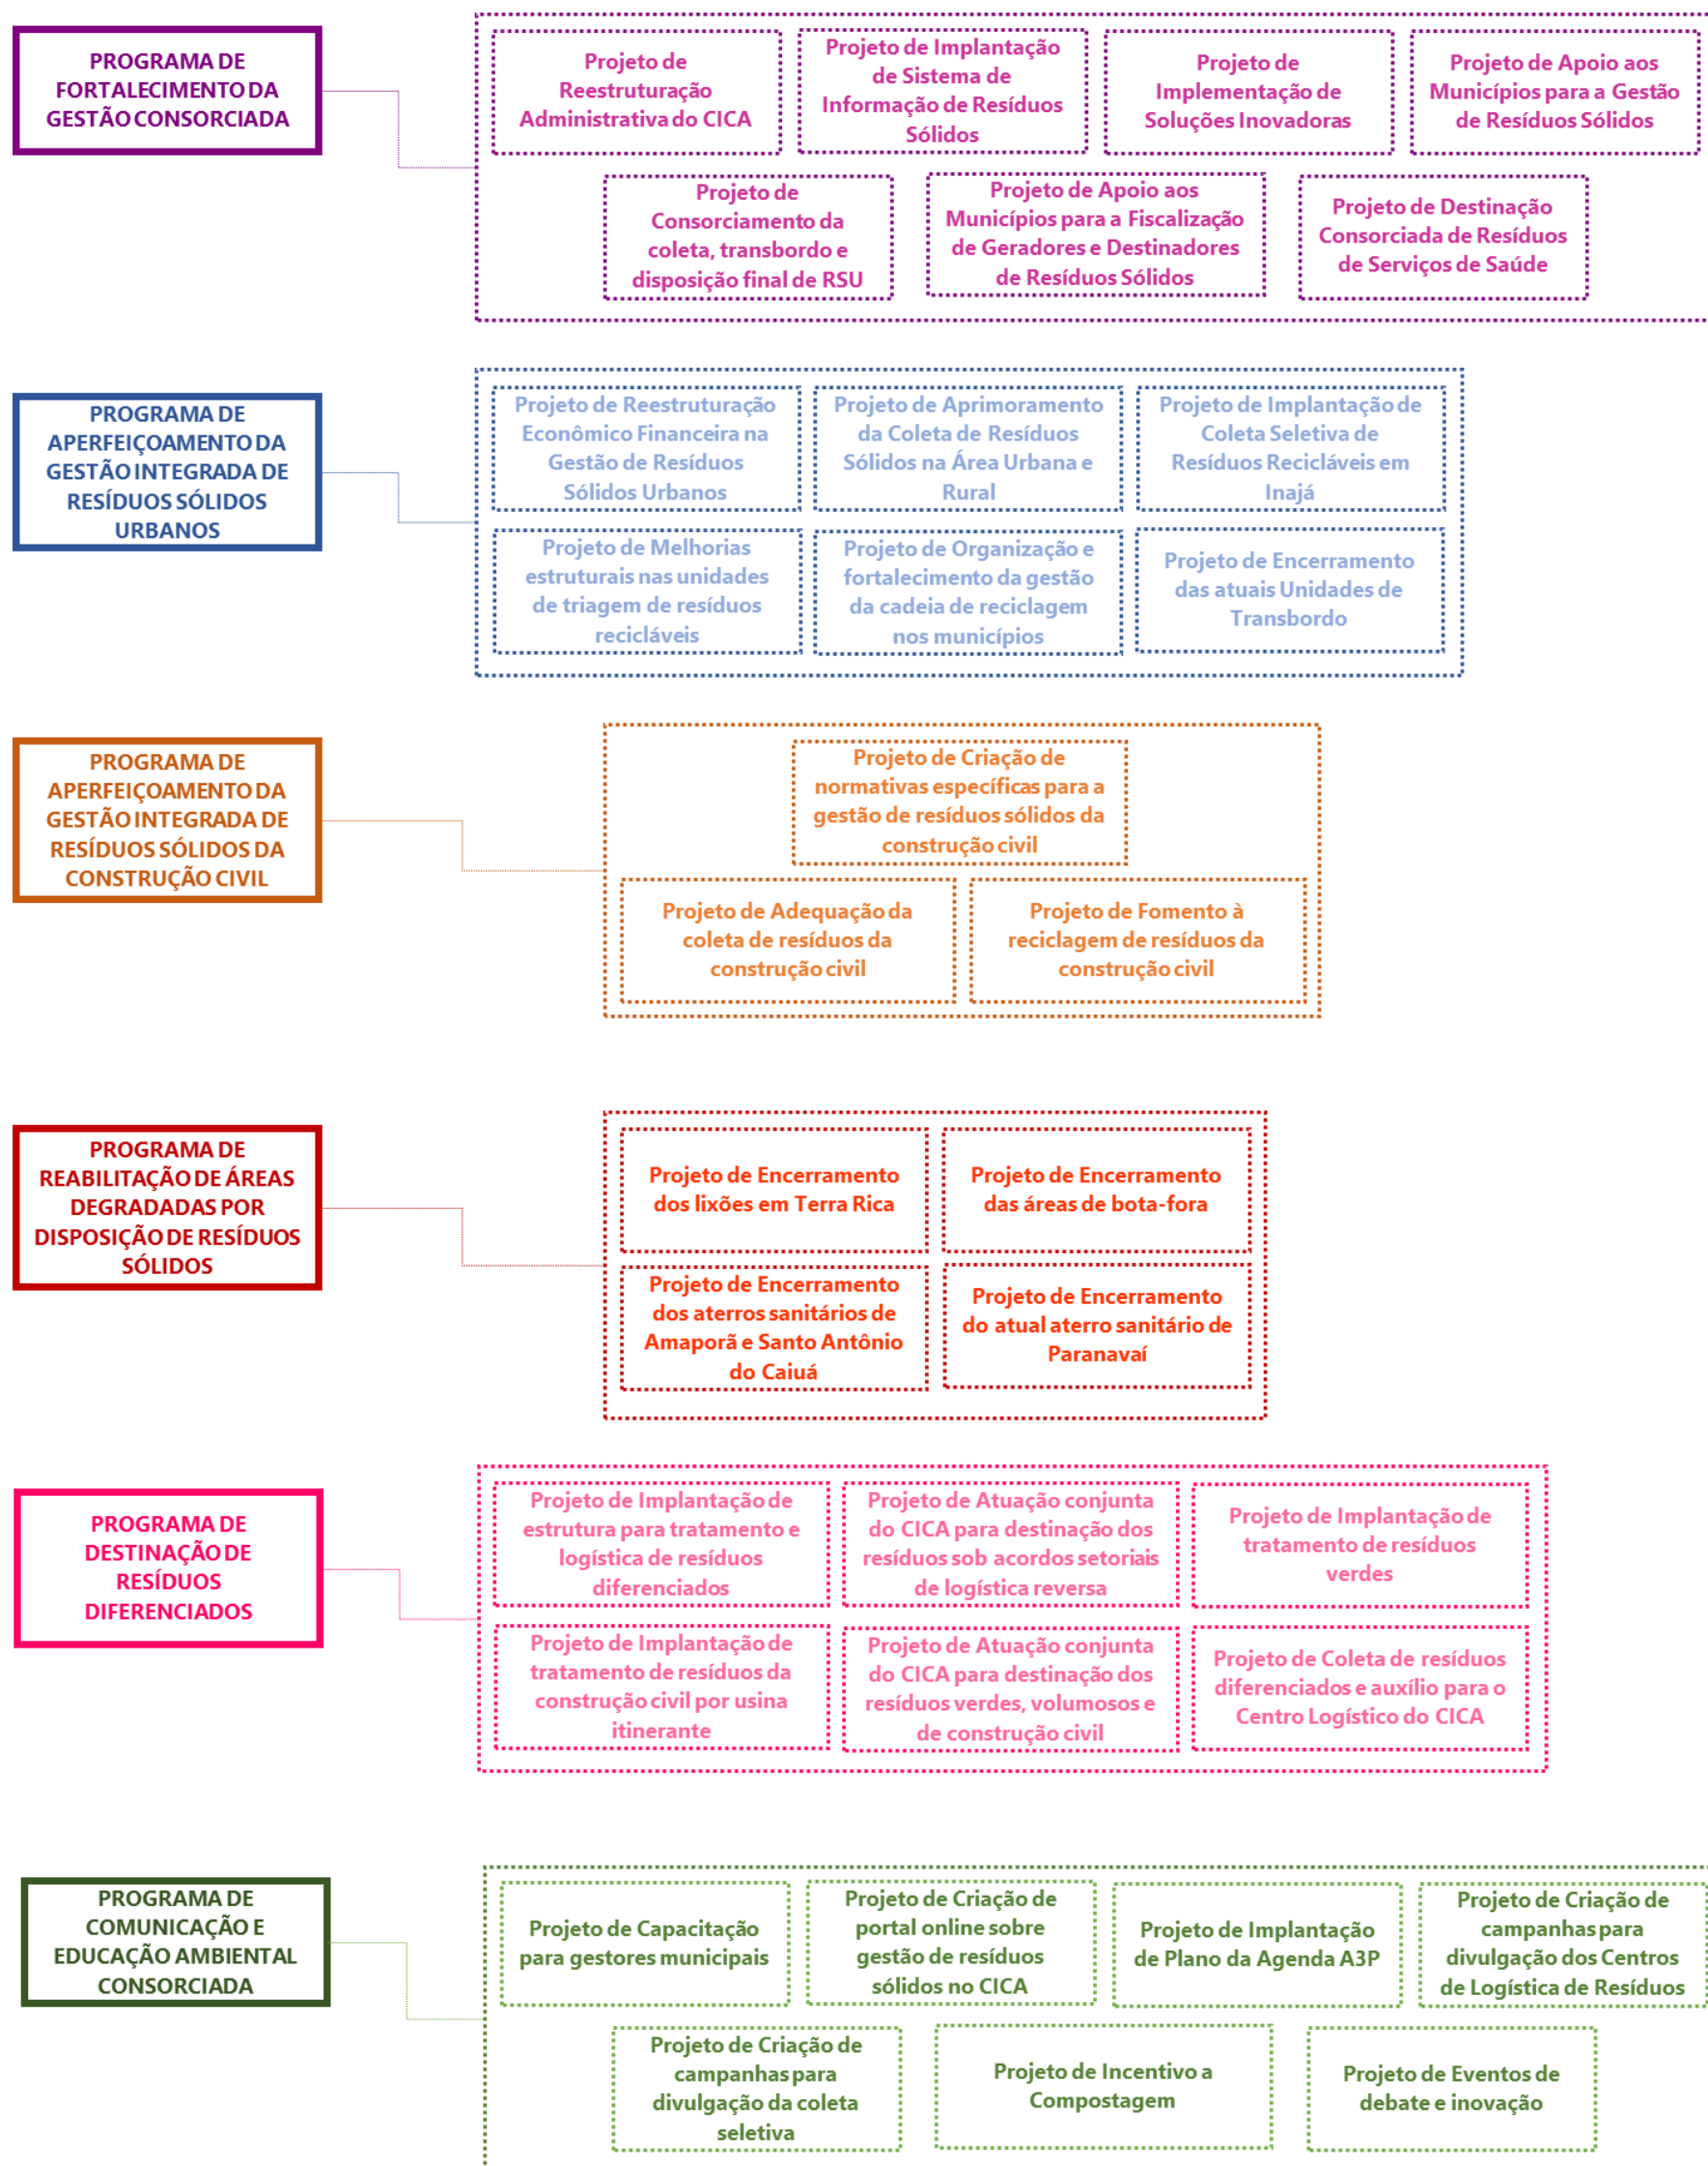 PROGRAMA DE
FORTALECIMENTO DA
GESTÃO CONSORCIADA
Projeto de
Reestruturação
Administrativa do CICA
Projeto de Implantação
de Sistema de
Informação de Resíduos
Sólidos
Projeto de
Implementação de
Soluções Inovadoras
Projeto de Apoio aos
Municípios para a Gestão
de Resíduos Sólidos
Projeto de
Consorciamento da
coleta, transbordo e
disposição final de RSU
Projeto de Apoio aos
Municípios para a Fiscalização
de Geradores e Destinadores
de Resíduos Sólidos
Projeto de Destinação
Consorciada de Resíduos
de Serviços de Saúde
PROGRAMA DE
APERFEIÇOAMENTO DA
GESTÃO INTEGRADA DE
RESÍDUOS SÓLIDOS
URBANOS
Projeto de Reestruturação
Econômico Financeira na
Gestão de Resíduos
Sólidos Urbanos
Projeto de Aprimoramento
da Coleta de Resíduos
Sólidos na Área Urbana e
Rural
Projeto de Implantação de
Coleta Seletiva de
Resíduos Recicláveis em
Inajá
Projeto de Melhorias
estruturais nas unidades
de triagem de resíduos
recicláveis
Projeto de Organização e
fortalecimento da gestão
da cadeia de reciclagem
nos municípios
Projeto de Encerramento
das atuais Unidades de
Transbordo
PROGRAMA DE
APERFEIÇOAMENTO DA
GESTÃO INTEGRADA DE
RESÍDUOS SÓLIDOS DA
CONSTRUÇÃO CIVIL
Projeto de Criação de
normativas específicas para a
gestão de resíduos sólidos da
construção civil
Projeto de Adequação da
coleta de resíduos da
construção civil
Projeto de Fomento à
reciclagem de resíduos da
construção civil
PROGRAMA DE
REABILITAÇÃO DE ÁREAS
DEGRADADAS POR
DISPOSIÇÃO DE RESÍDUOS
SÓLIDOS
Projeto de Encerramento
dos lixões em Terra Rica
Projeto de Encerramento
das áreas de bota-fora
Projeto de Encerramento
dos aterros sanitários de
Amaporã e Santo Antônio
do Caiuá
Projeto de Encerramento
do atual aterro sanitário de
Paranavaí
PROGRAMA DE
DESTINAÇÃO DE
RESÍDUOS
DIFERENCIADOS
Projeto de Implantação de
estrutura para tratamento e
logística de resíduos
diferenciados
Projeto de Atuação conjunta
do CICA para destinação dos
resíduos sob acordos setoriais
de logística reversa
Projeto de Implantação de
tratamento de resíduos
verdes
Projeto de Implantação de
tratamento de resíduos da
construção civil por usina
itinerante
Projeto de Atuação conjunta
do CICA para destinação dos
resíduos verdes, volumosos e
de construção civil
Projeto de Coleta de resíduos
diferenciados e auxílio para o
Centro Logístico do CICA
PROGRAMA DE
COMUNICAÇÃO E
EDUCAÇÃO AMBIENTAL
CONSORCIADA
Projeto de Capacitação
para gestores municipais
Projeto de Criação de
portal online sobre
gestão de resíduos
sólidos no CICA
Projeto de Implantação
de Plano da Agenda A3P
Projeto de Criação de
campanhas para
divulgação dos Centros
de Logística de Resíduos
Projeto de Criação de
campanhas para
divulgação da coleta
seletiva
Projeto de Incentivo a
Compostagem
Projeto de Eventos de
debate e inovação